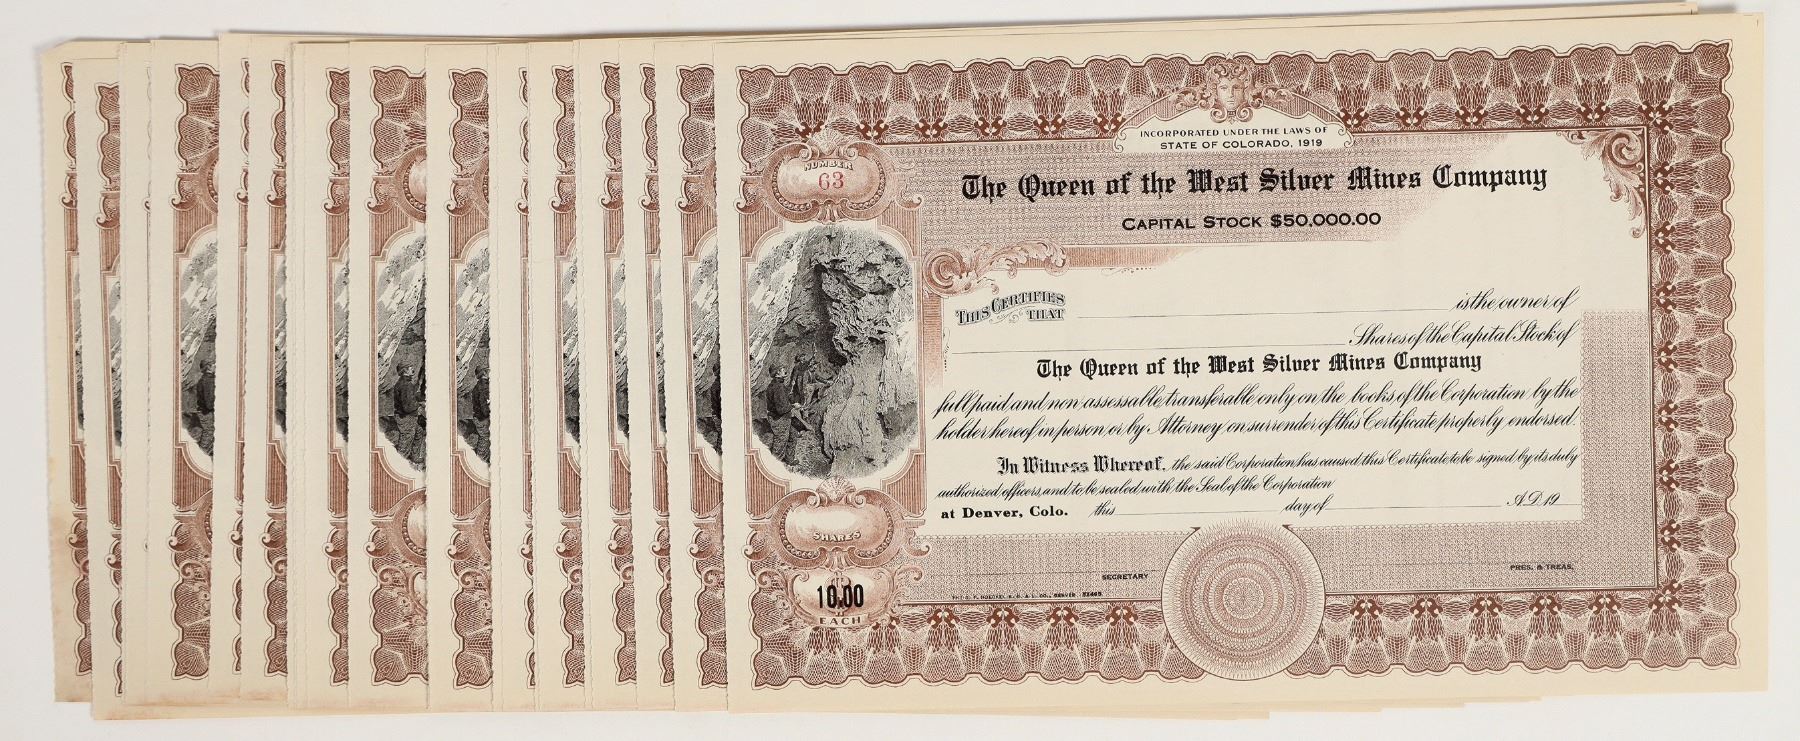 INCORPORATED UNDER THE LAWS OF
STATE OF COLORADO, 1919
NUMBER
63
The Queen of the West Silver Mines Company
CAPITAL STOCK $50,000.00
THIS CERTIFIES THAT is the owner of
Shares of the Capital Stock of
The Queen of the West Silver Mines Company
full paid and non assessable transferable only on the books of the Corporation by the
holder hereof in person or by Attorney on surrender of this Certificate properly endorsed.
In Witness Whereof, the said Corporation has caused this Certificate to be signed by its duly
authorized officers, and to be sealed with the Seal of the Corporation
at Denver, Colo. this day of A.D. 19
SHARES
SECRETARY
PRES. & TREAS.
10.00
EACH